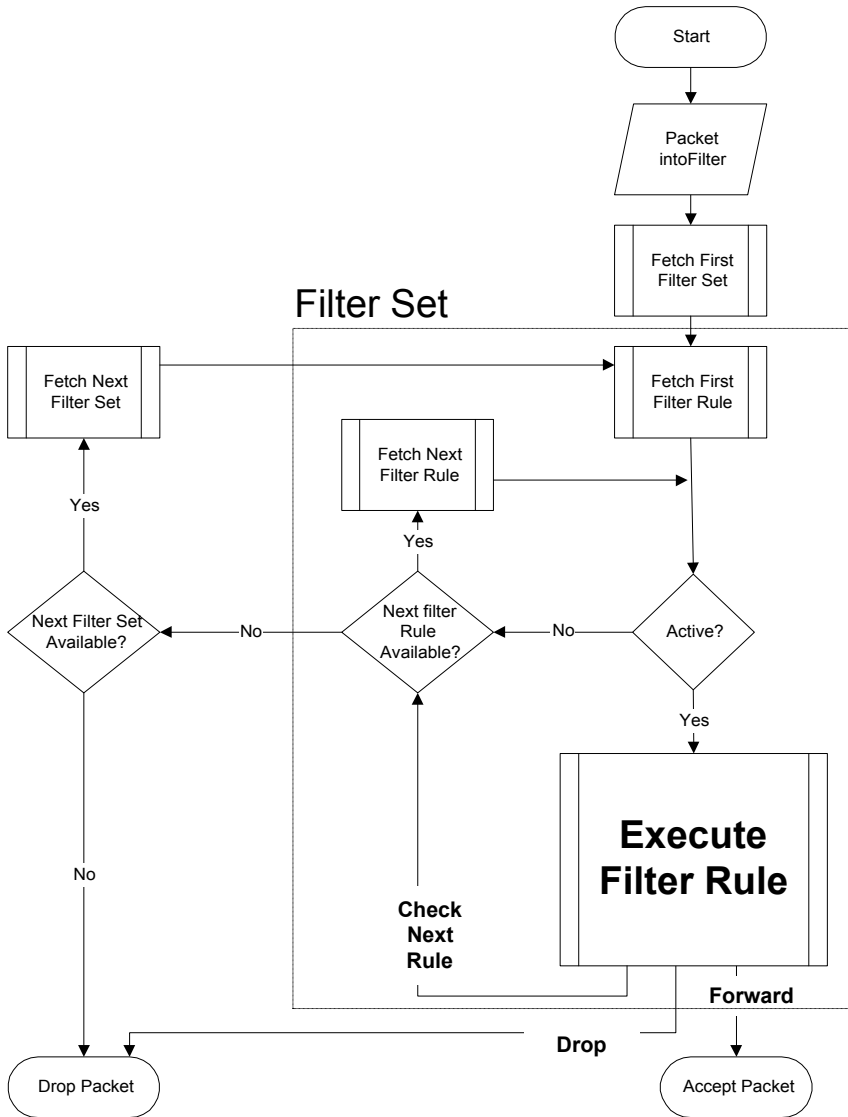 Start
Packet
intoFilter
Fetch First
Filter Set
Filter Set
Fetch Next
Filter Set
Fetch First
Filter Rule
Fetch Next
Filter Rule
Yes
Yes
Next Filter Set
Available?
No
Next filter
Rule
Available?
No
Active?
Yes
Execute
Filter Rule
No
Check
Next
Rule
Forward
Drop
Drop Packet
Accept Packet